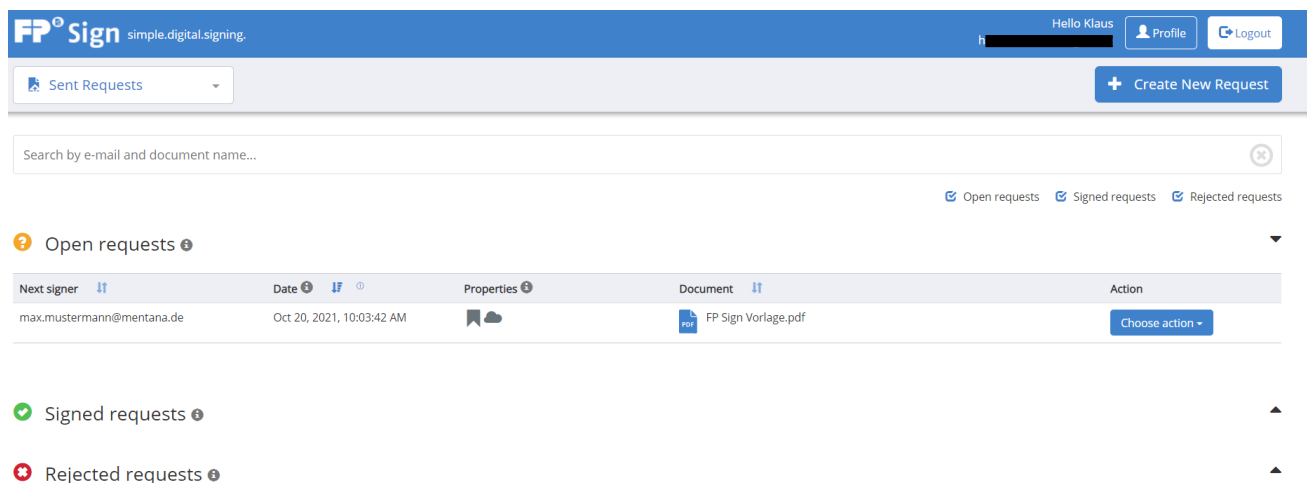 FP® Sign simple.digital.signing.
Hello Klaus
h
Profile
Logout
Sent Requests
Create New Request
Search by e-mail and document name...
Open requests Signed requests Rejected requests
Open requests
Next signer Date Properties Document Action
max.mustermann@mentana.de Oct 20, 2021, 10:03:42 AM PDF FP Sign Vorlage.pdf Choose action
Signed requests
Rejected requests